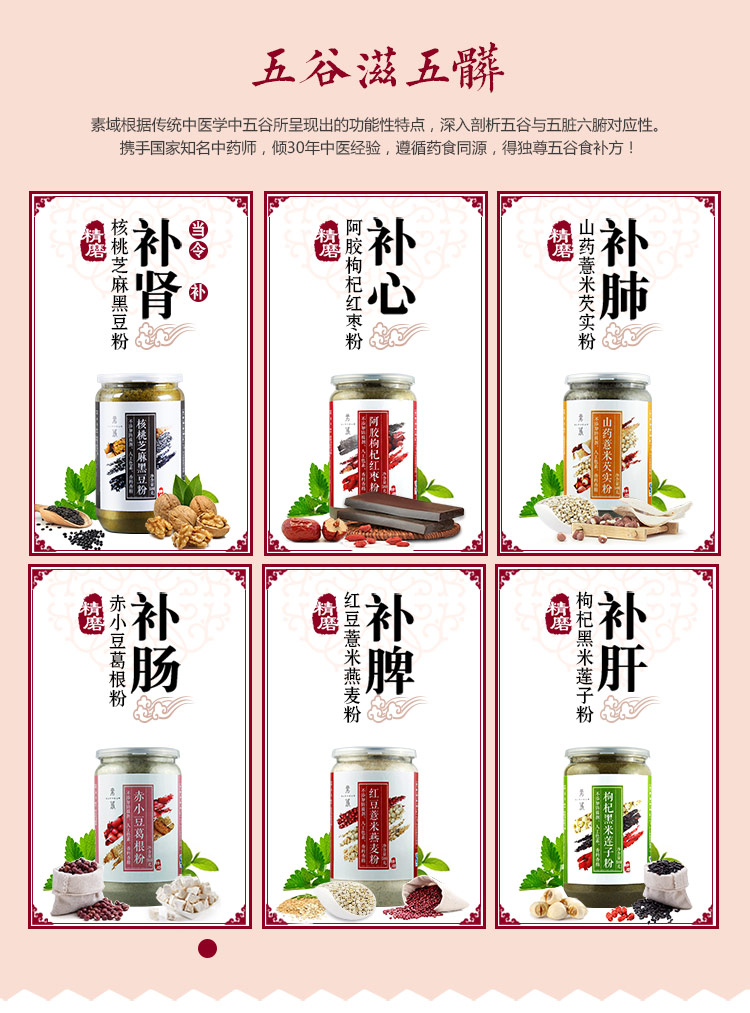 五谷滋五髒
素域根据传统中医学中五谷所呈现出的功能性特点，深入剖析五谷与五脏六腑对应性。
携手国家知名中药师，倾30年中医经验，遵循药食同源，得独尊五谷食补方！
当令
补
补肾
精磨
核桃芝麻黑豆粉
核桃芝麻黑豆粉
补心
精磨
阿胶枸杞红枣粉
阿胶枸杞红枣粉
补肺
精磨
山药薏米芡实粉
山药薏米芡实粉
补肠
精磨
赤小豆葛根粉
赤小豆葛根粉
补脾
精磨
红豆薏米燕麦粉
红豆薏米燕麦粉
补肝
精磨
枸杞黑米莲子粉
枸杞黑米莲子粉